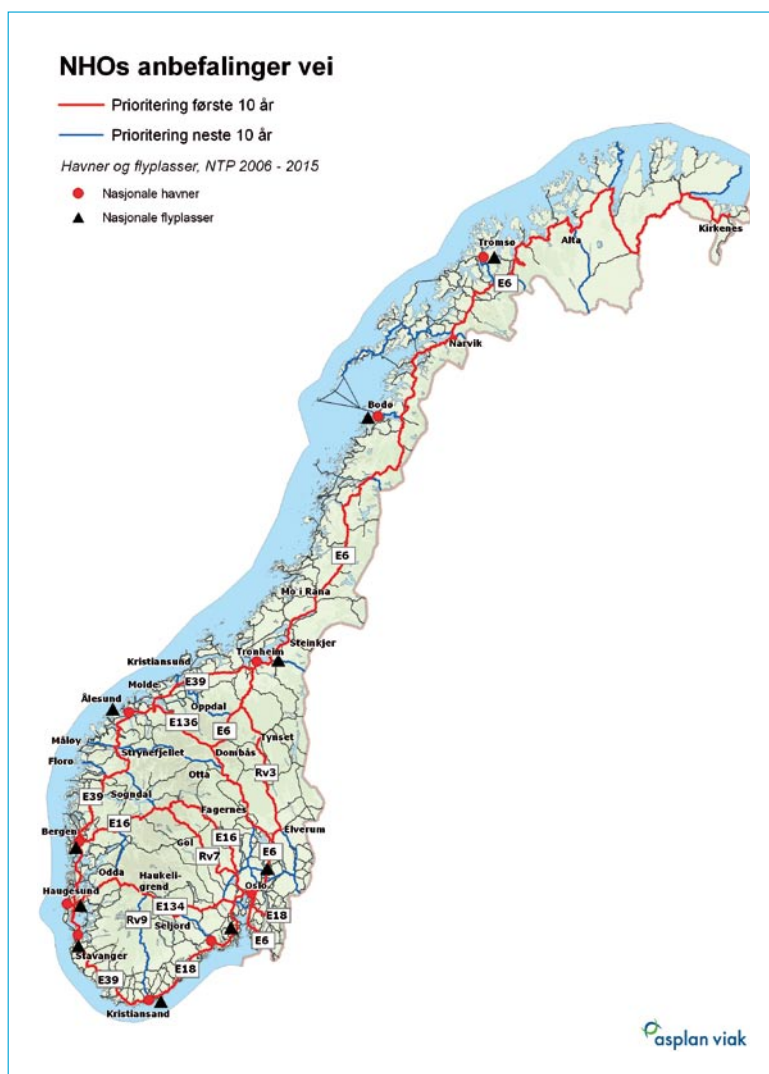 NHOs anbefalinger vei
Prioritering første 10 år
Prioritering neste 10 år
Havner og flyplasser, NTP 2006 - 2015
Nasjonale havner
Nasjonale flyplasser
Kirkenes
Alta
Tromsø
E6
Narvik
Bodø
E6
Mo i Rana
Steinkjer
Tronheim
Kristiansund
E39
Molde
Ålesund
Oppdal
E136
E6
Tynset
Måløy
Strynefjellet
Dombås
Florø
Otta
Rv3
Sogndal
E39
Fagernes
E16
Bergen
E16
Elverum
Gol
E6
Rv7
Odda
Haukeli-
grend
Oslo
Haugesund
E134
Rv9
E18
Seljord
E6
Stavanger
E18
E39
Kristiansand
asplan viak